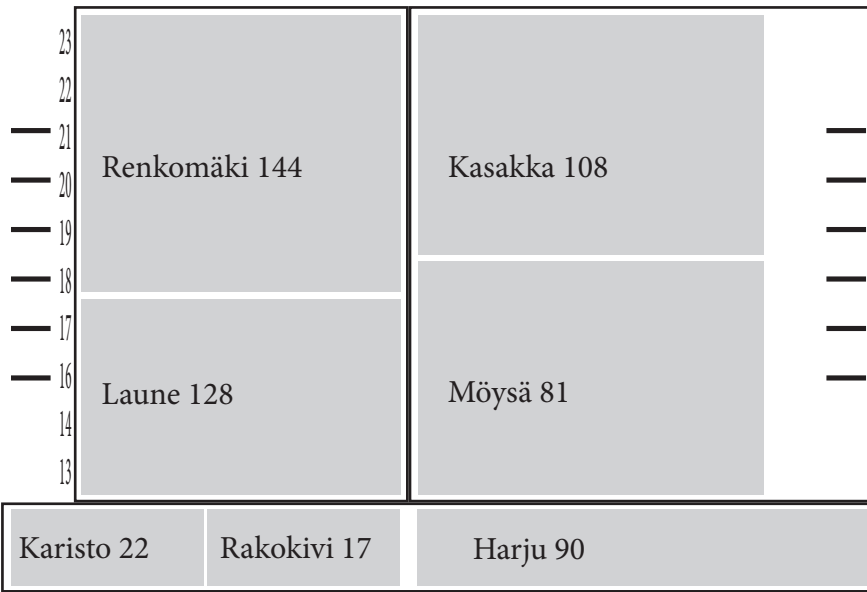 23
22
21
20
19
18
17
16
14
13
Renkomäki 144
Kasakka 108
Laune 128
Möysä 81
Karisto 22
Rakokivi 17
Harju 90